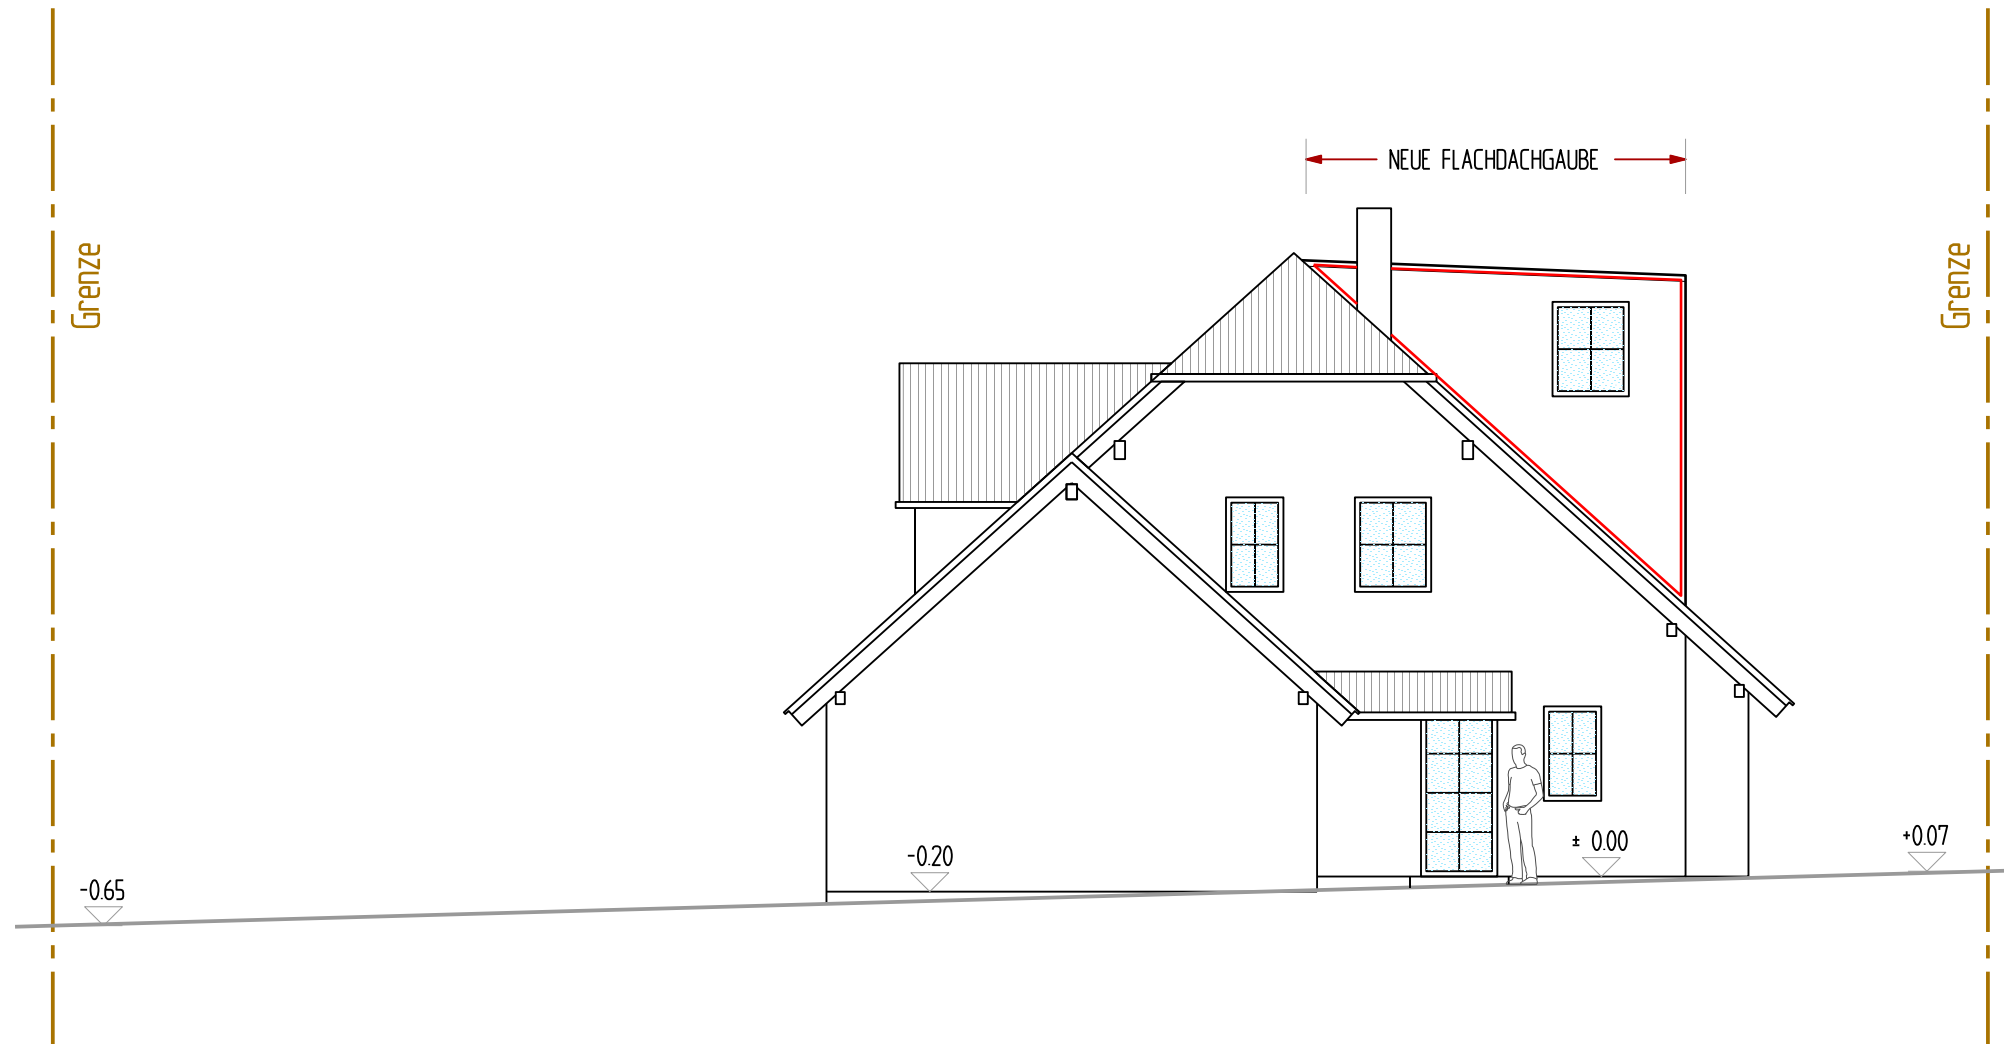 NEUE FLACHDACHGAUBE
Grenze
Grenze
-0.65
-0.20
± 0.00
+0.07